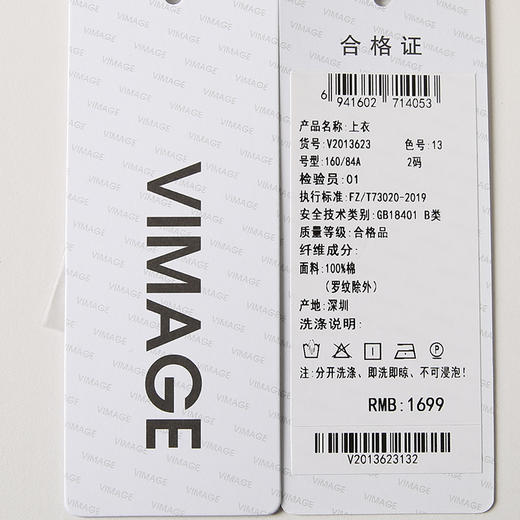 VIMAGE
合格证
6 941602 714053
产品名称:上衣
货号:V2013623 色号:13
号型:160/84A 2码
检验员:01
执行标准:FZ/T73020-2019
安全技术类别:GB18401 B类
质量等级:合格品
纤维成分:
面料:100%棉
(罗纹除外)
产地:深圳
洗涤说明:
P
注:分开洗涤、即洗即晾、不可浸泡!
RMB:1699
V2013623132